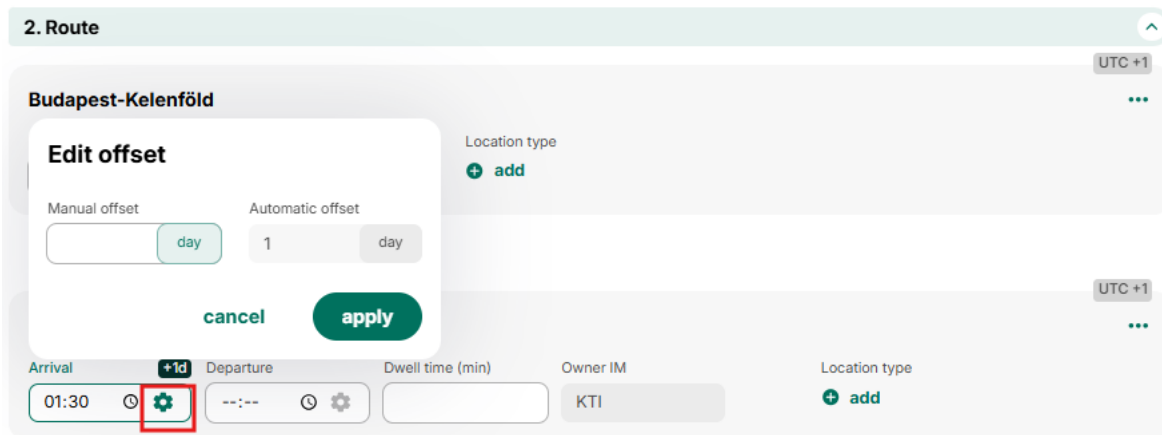 2. Route
UTC +1
Budapest-Kelenföld
Edit offset
Location type
add
Manual offset
Automatic offset
day
1
day
cancel
apply
UTC +1
Arrival
+1d
Departure
Dwell time (min)
Owner IM
Location type
01:30
--:--
KTI
add